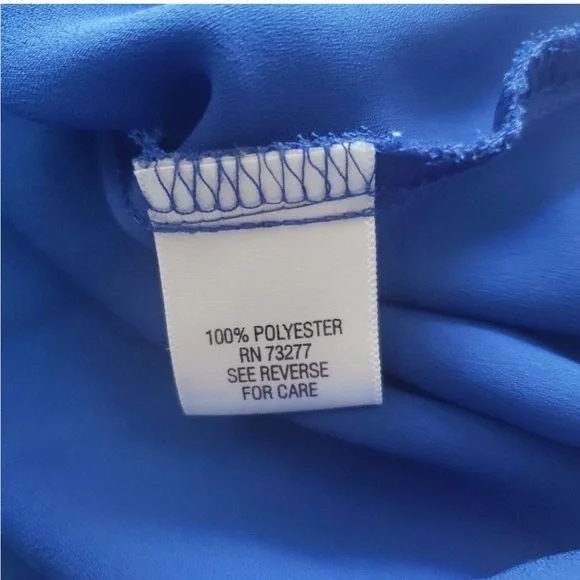 100% POLYESTER
RN 73277
SEE REVERSE
FOR CARE